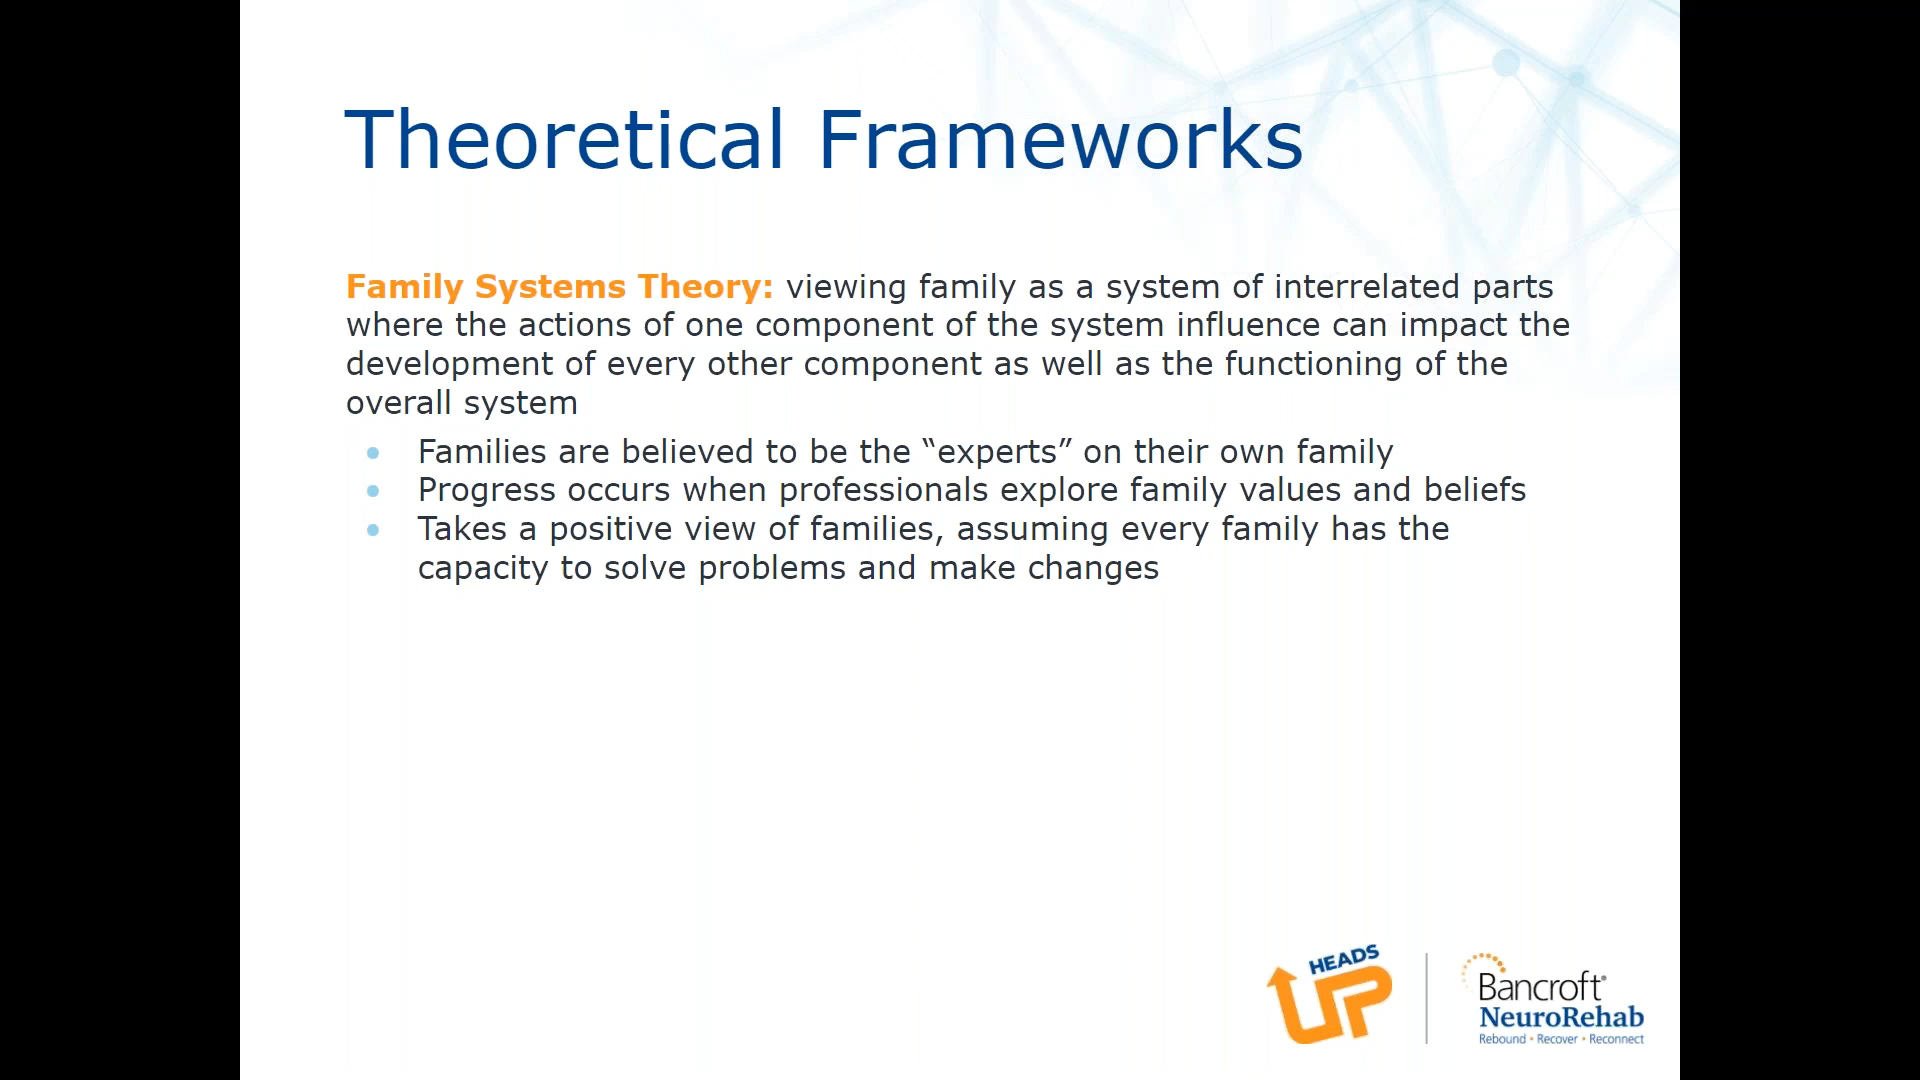 Theoretical Frameworks
Family Systems Theory: viewing family as a system of interrelated parts
where the actions of one component of the system influence can impact the
development of every other component as well as the functioning of the
overall system
• Families are believed to be the “experts” on their own family
• Progress occurs when professionals explore family values and beliefs
• Takes a positive view of families, assuming every family has the
capacity to solve problems and make changes
HEADS
UP
Bancroft®
NeuroRehab
Rebound • Recover • Reconnect